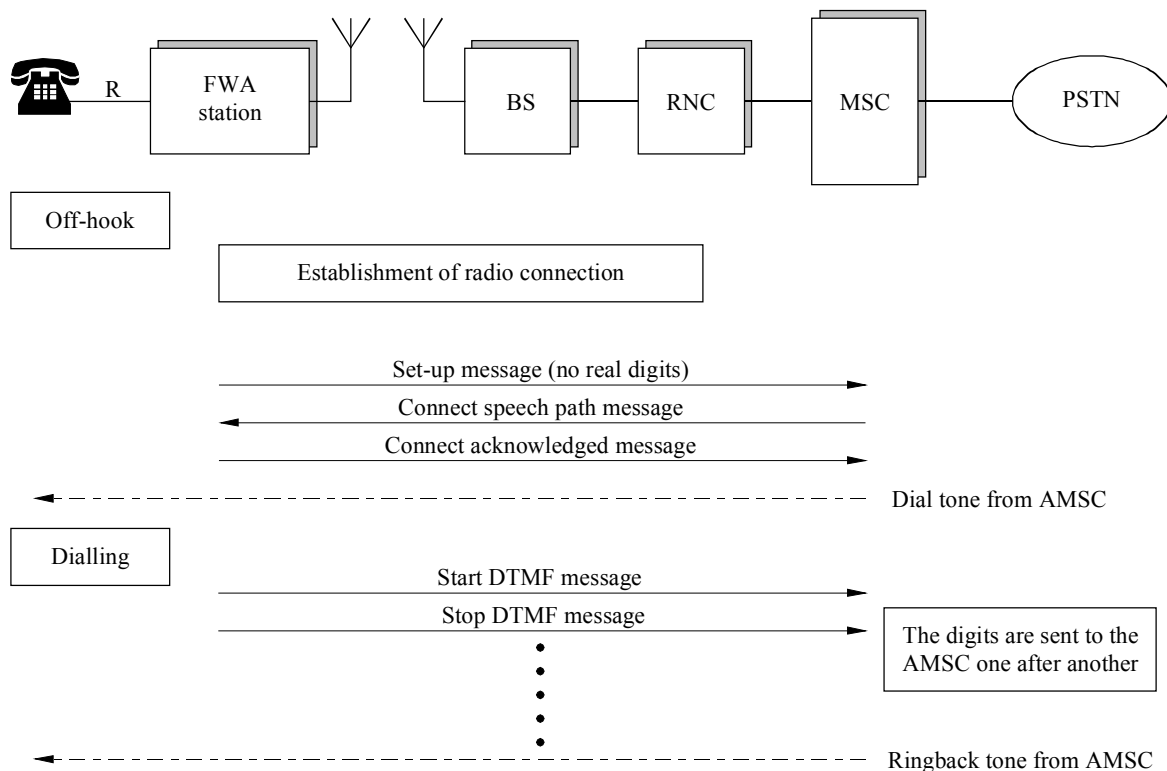 R
FWA
station
BS
RNC
MSC
PSTN
Off-hook
Establishment of radio connection
Set-up message (no real digits)
Connect speech path message
Connect acknowledged message
Dial tone from AMSC
Dialling
Start DTMF message
Stop DTMF message
The digits are sent to the
AMSC one after another
Ringback tone from AMSC